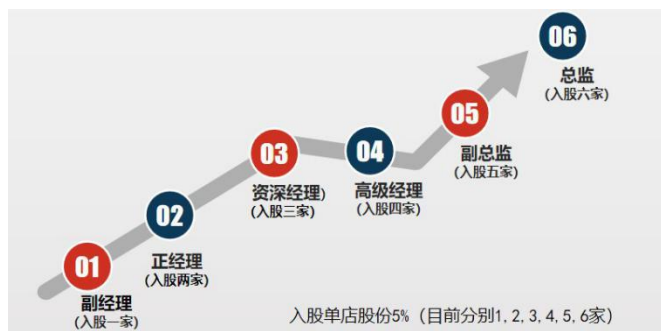 01
副经理
(入股一家)
02
正经理
(入股两家)
03
资深经理)
(入股三家)
04
高级经理
(入股四家)
05
副总监
(入股五家)
06
总监
(入股六家)
入股单店股份5% (目前分别1, 2, 3, 4, 5, 6家)